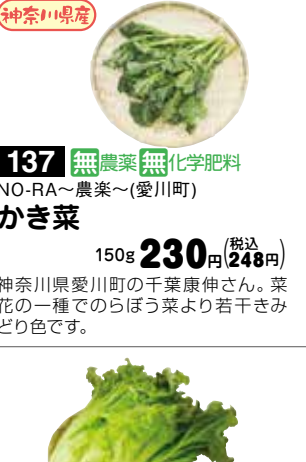 神奈川県産
137 無農薬 無化学肥料
NO-RA〜農楽〜(愛川町)
かき菜
150g 230円(税込248円)
神奈川県愛川町の千葉康伸さん。菜
花の一種でのらぼう菜より若干きみ
どり色です。